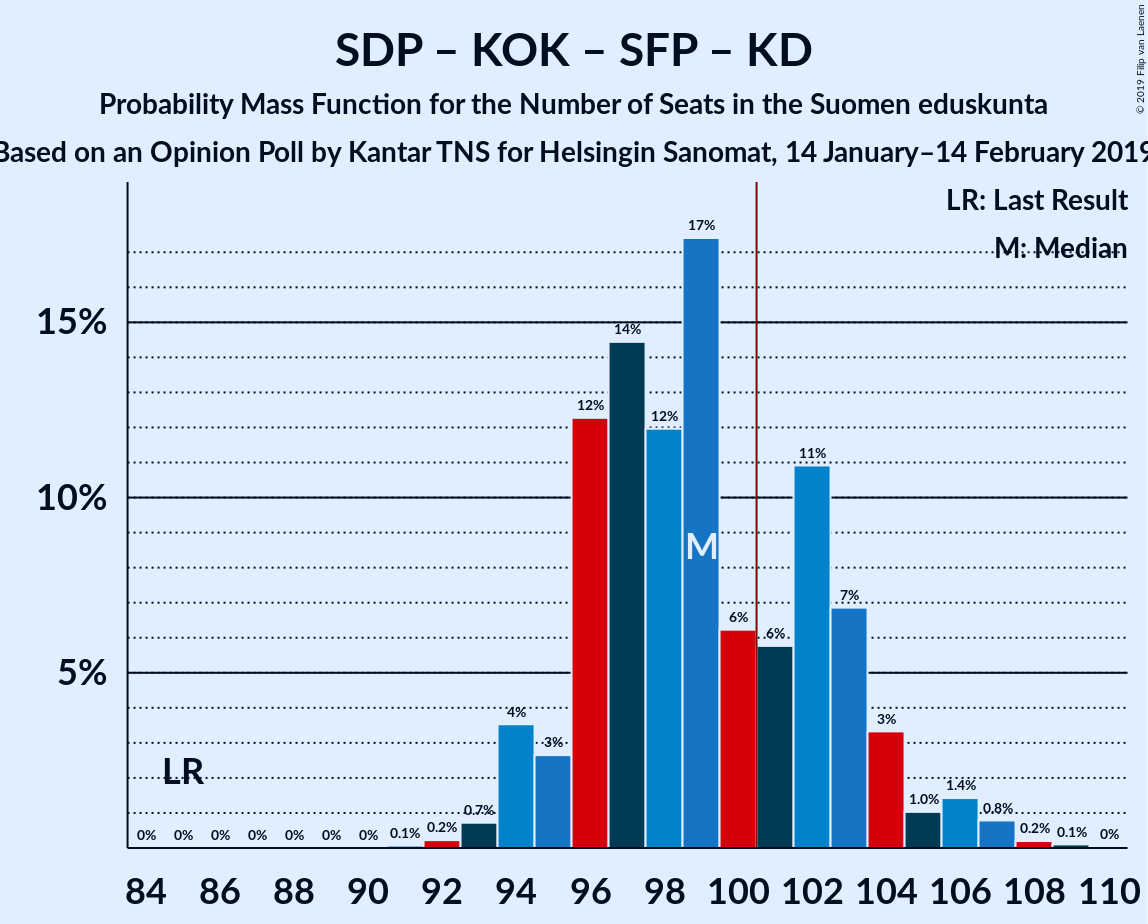 SDP – KOK – SFP – KD
Probability Mass Function for the Number of Seats in the Suomen eduskunta
Based on an Opinion Poll by Kantar TNS for Helsingin Sanomat, 14 January–14 February 2019
© 2019 Filip van Laenen
LR: Last Result
M: Median
15%
10%
5%
17%
14%
12%
12%
11%
M
7%
6%
6%
4%
3%
3%
LR
1.4%
1.0%
0.8%
0.7%
0% 0% 0% 0% 0% 0% 0% 0.1% 0.2% 0.2% 0.1% 0%
84 86 88 90 92 94 96 98 100 102 104 106 108 110